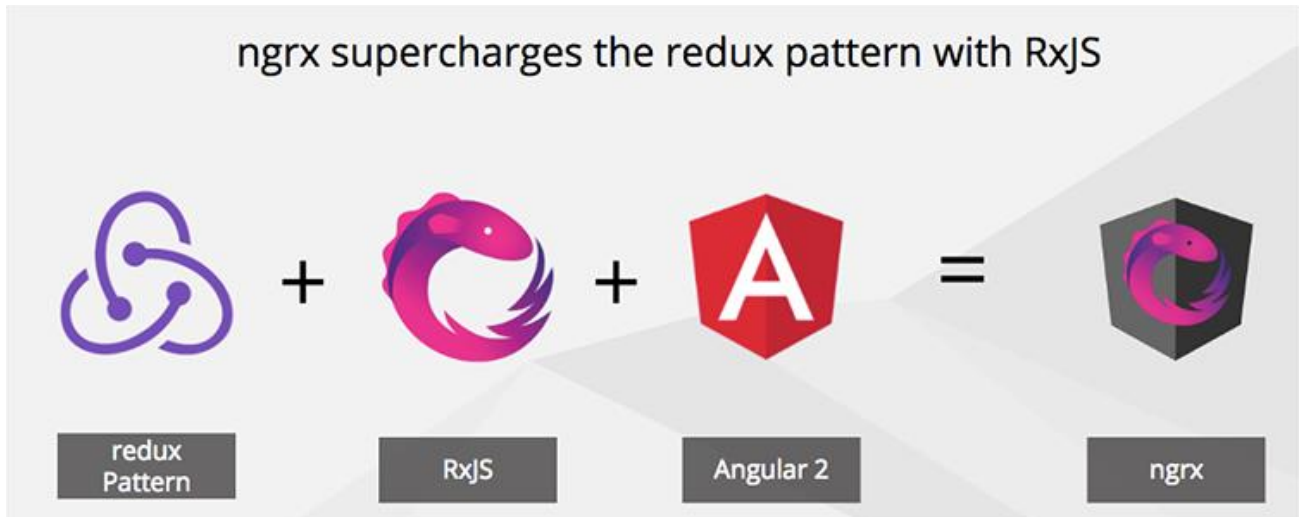 ngrx supercharges the redux pattern with RxJS
+ + =
redux
Pattern
RxJS
Angular 2
ngrx